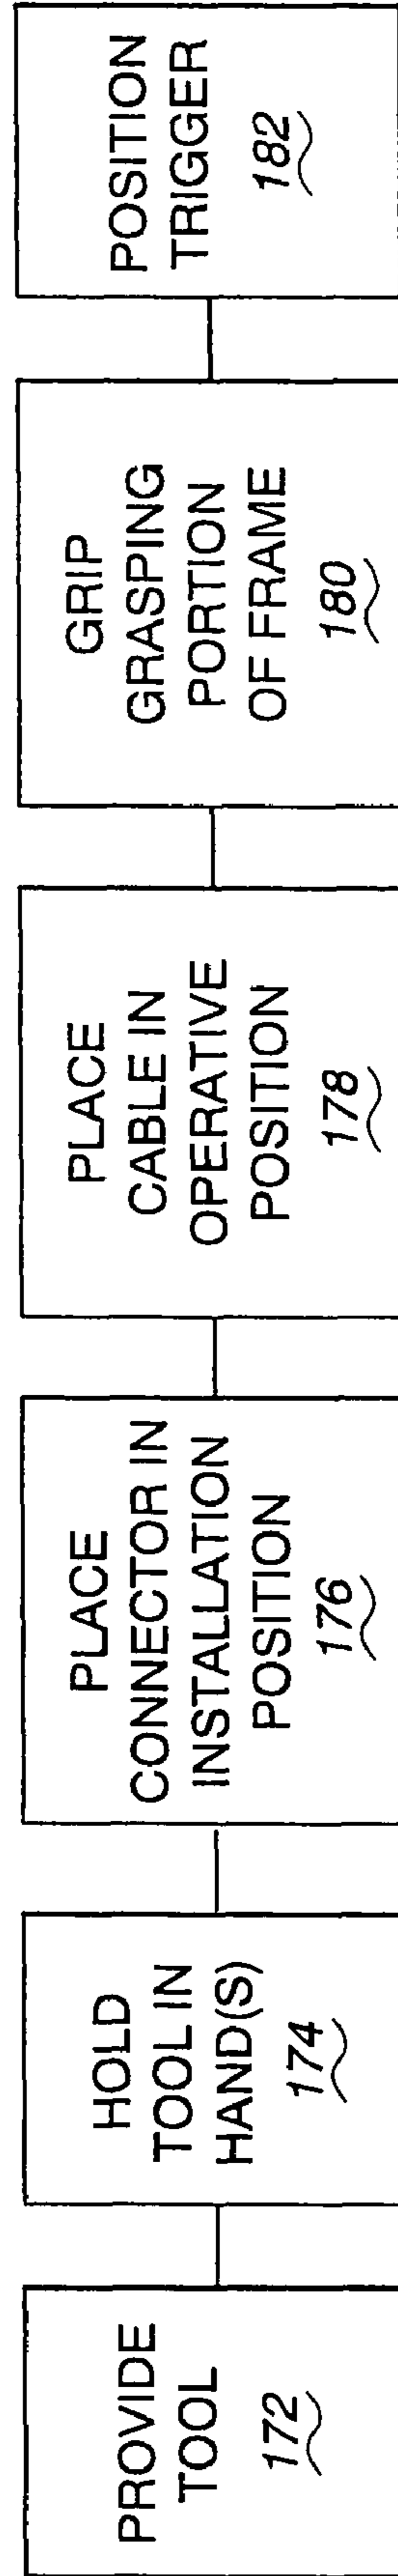 PROVIDE
TOOL
172
HOLD
TOOL IN
HAND(S)
174
PLACE
CONNECTOR IN
INSTALLATION
POSITION
176
PLACE
CABLE IN
OPERATIVE
POSITION
178
GRIP
GRASPING
PORTION
OF FRAME
180
POSITION
TRIGGER
182